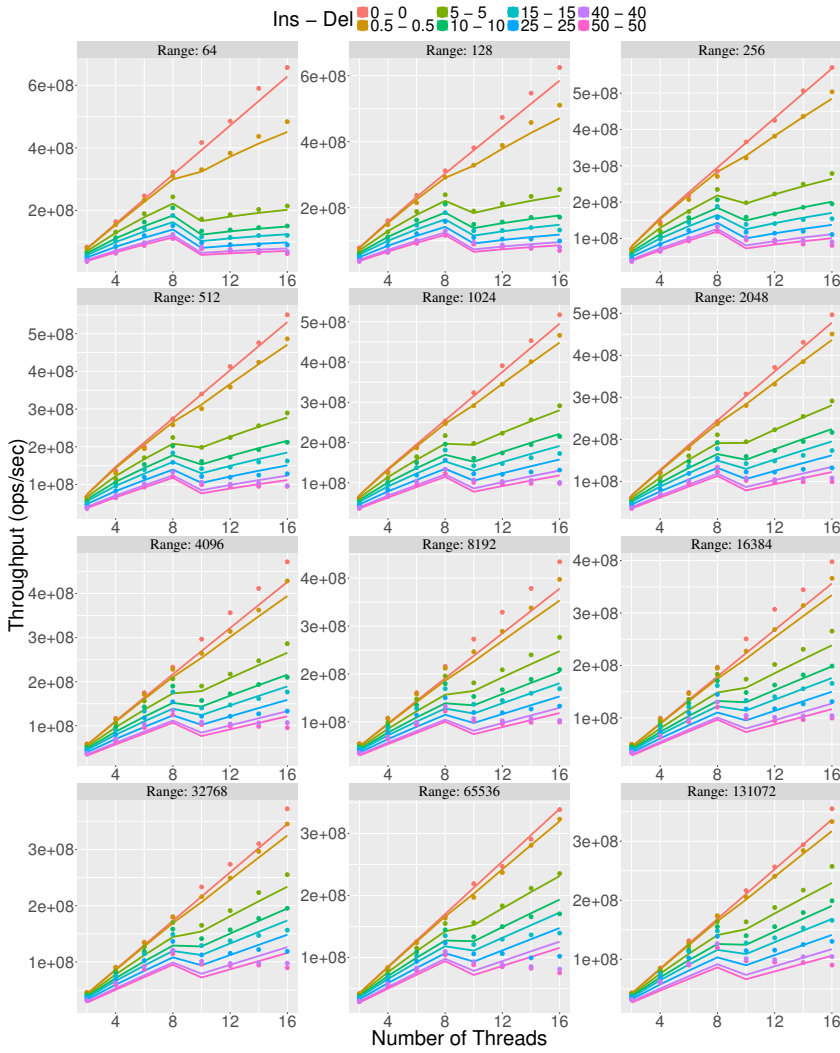 Ins − Del 0 − 0 5 − 5 15 − 15 40 − 40
0.5 − 0.5 10 − 10 25 − 25 50 − 50
Range: 64 Range: 128 Range: 256
6e+08 4e+08 2e+08
6e+08 4e+08 2e+08
5e+08 4e+08 3e+08 2e+08 1e+08
4 8 12 16 4 8 12 16 4 8 12 16
Range: 512 Range: 1024 Range: 2048
5e+08 4e+08 3e+08 2e+08 1e+08
5e+08 4e+08 3e+08 2e+08 1e+08
5e+08 4e+08 3e+08 2e+08 1e+08
4 8 12 16 4 8 12 16 4 8 12 16
Range: 4096 Range: 8192 Range: 16384
4e+08 3e+08 2e+08 1e+08
4e+08 3e+08 2e+08 1e+08
4e+08 3e+08 2e+08 1e+08
4 8 12 16 4 8 12 16 4 8 12 16
Range: 32768 Range: 65536 Range: 131072
3e+08 2e+08 1e+08
3e+08 2e+08 1e+08
3e+08 2e+08 1e+08
4 8 12 16 4 8 12 16 4 8 12 16
Throughput (ops/sec)
Number of Threads